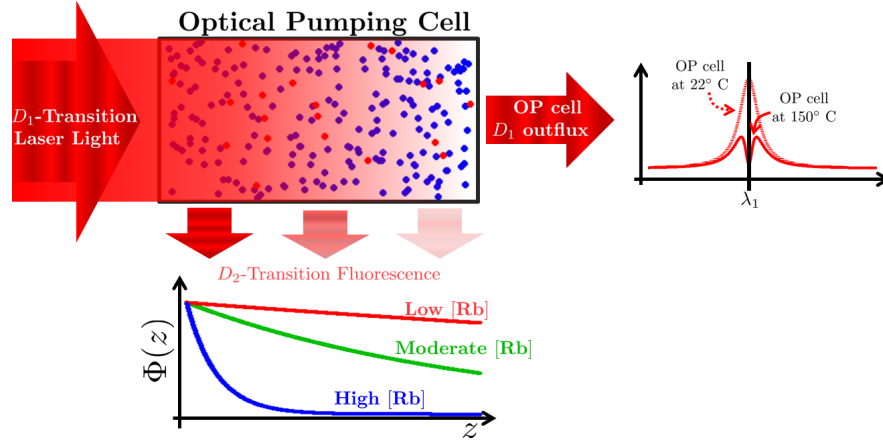 Optical Pumping Cell
D₁-Transition
Laser Light
OP cell
D₁ outflux
OP cell
at 22° C
OP cell
at 150° C
λ₁
D₂-Transition Fluorescence
Φ(z)
Low [Rb]
Moderate [Rb]
High [Rb]
z